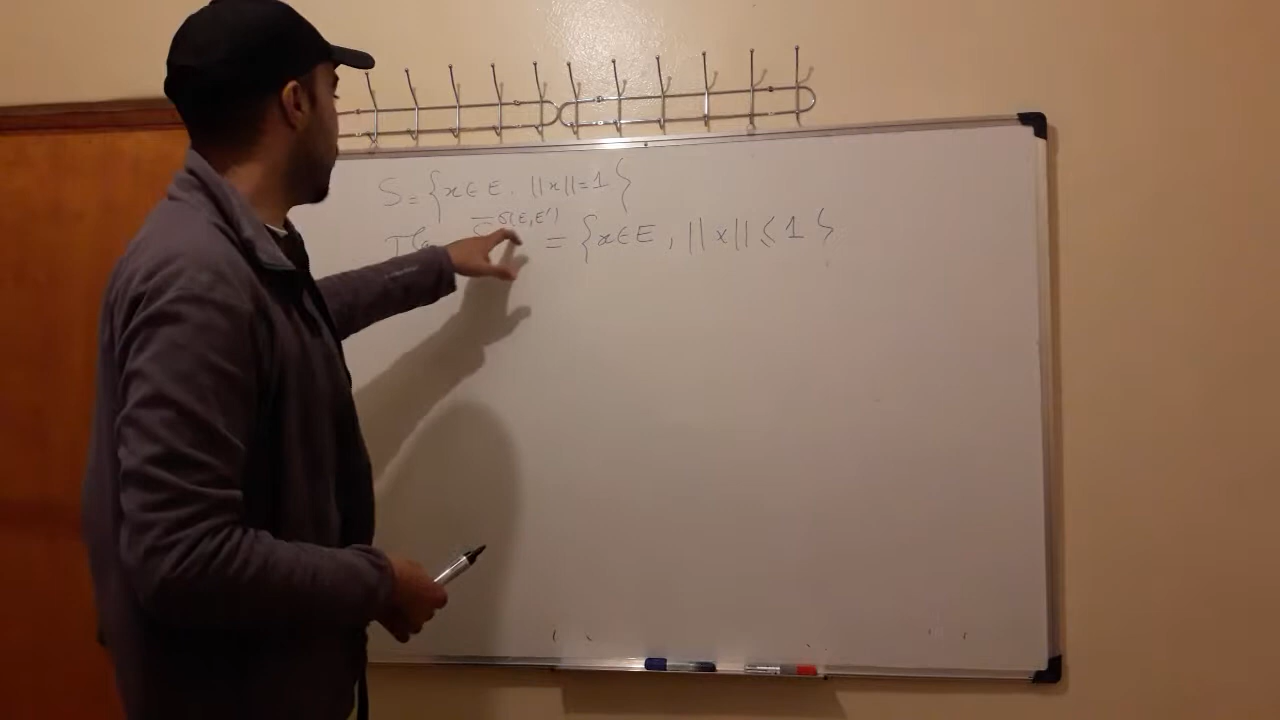 S = {x ∈ E, ||x|| = 1}
S̅^σ(E,E') = {x ∈ E, ||x|| ≤ 1}